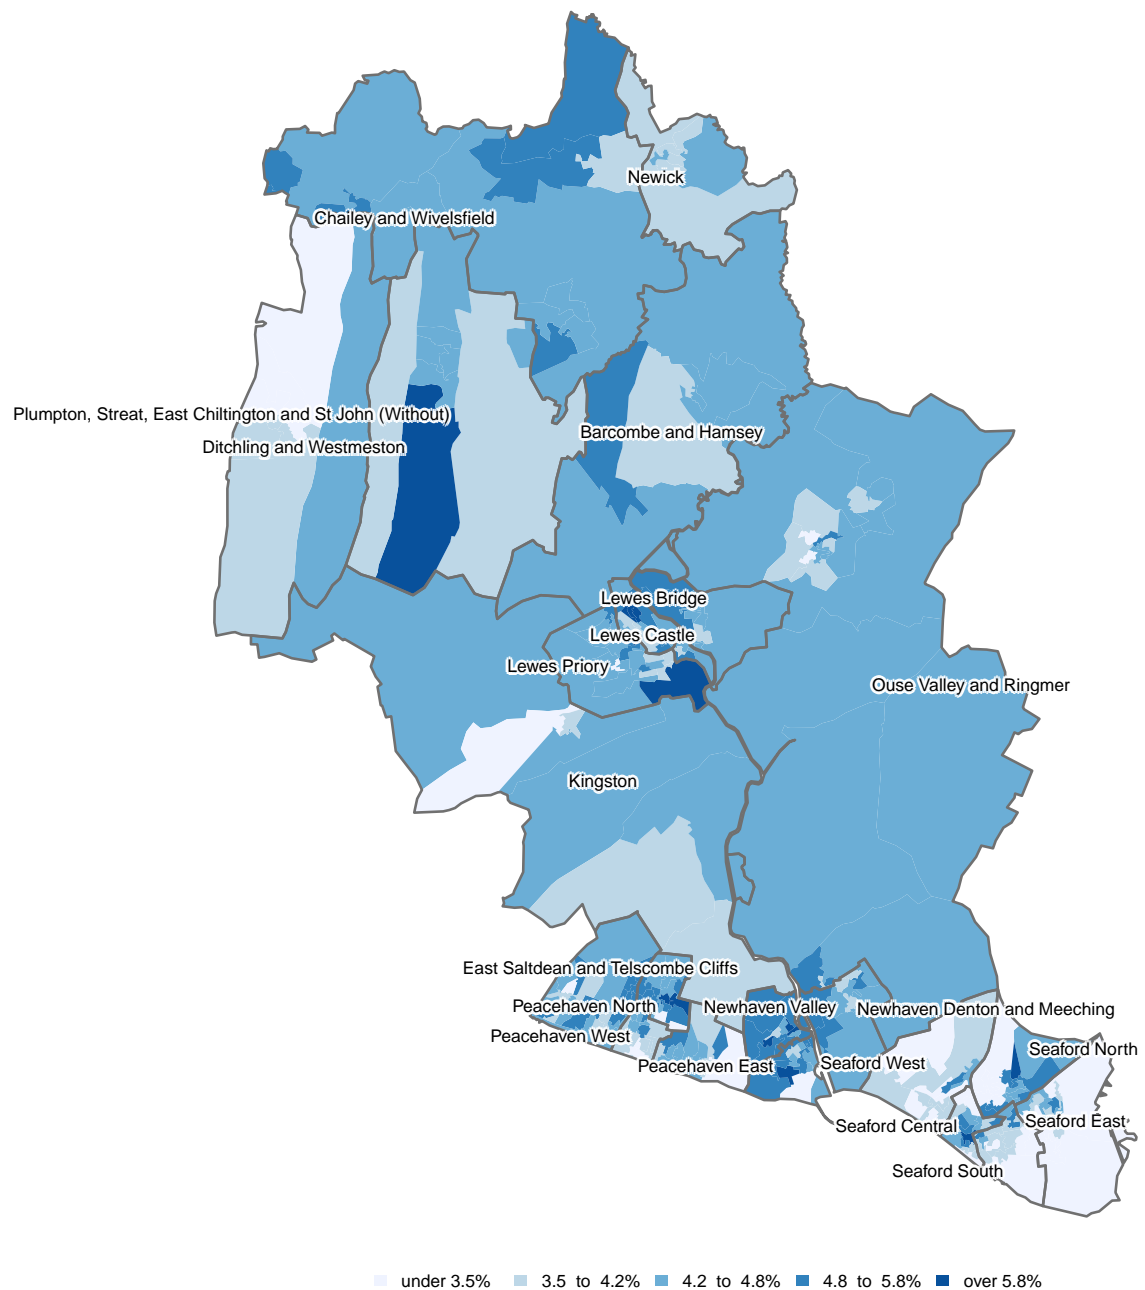 Newick
Chailey and Wivelsfield
Plumpton, Streat, East Chiltington and St John (Without)
Barcombe and Hamsey
Ditchling and Westmeston
Lewes Bridge
Lewes Castle
Lewes Priory
Ouse Valley and Ringmer
Kingston
East Saltdean and Telscombe Cliffs
Peacehaven North
Newhaven Valley
Newhaven Denton and Meeching
Peacehaven West
Seaford North
Peacehaven East
Seaford West
Seaford East
Seaford Central
Seaford South
under 3.5% 3.5 to 4.2% 4.2 to 4.8% 4.8 to 5.8% over 5.8%